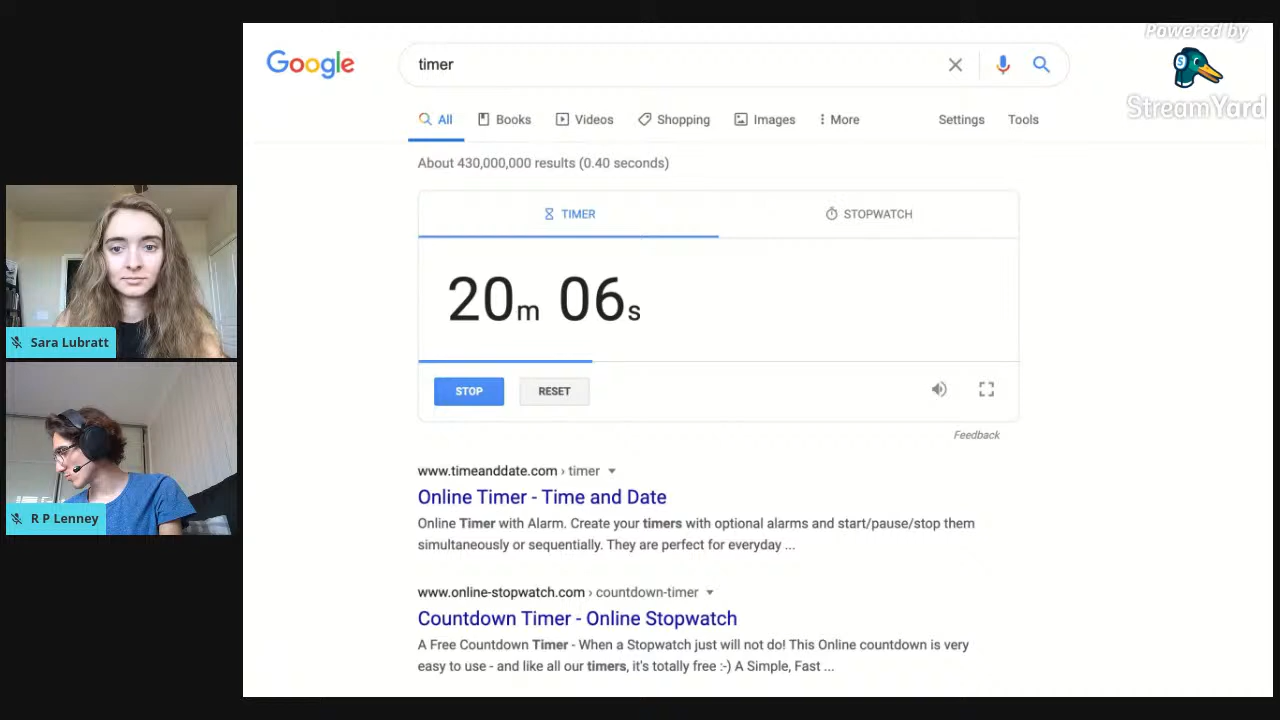 Powered by
StreamYard
Google
timer
All
Books
Videos
Shopping
Images
More
Settings
Tools
About 430,000,000 results (0.40 seconds)
TIMER
STOPWATCH
20m 06s
STOP
RESET
Feedback
www.timeanddate.com › timer
Online Timer - Time and Date
Online Timer with Alarm. Create your timers with optional alarms and start/pause/stop them
simultaneously or sequentially. They are perfect for everyday ...
www.online-stopwatch.com › countdown-timer
Countdown Timer - Online Stopwatch
A Free Countdown Timer - When a Stopwatch just will not do! This Online countdown is very
easy to use - and like all our timers, it's totally free :-) A Simple, Fast ...
Sara Lubratt
R P Lenney